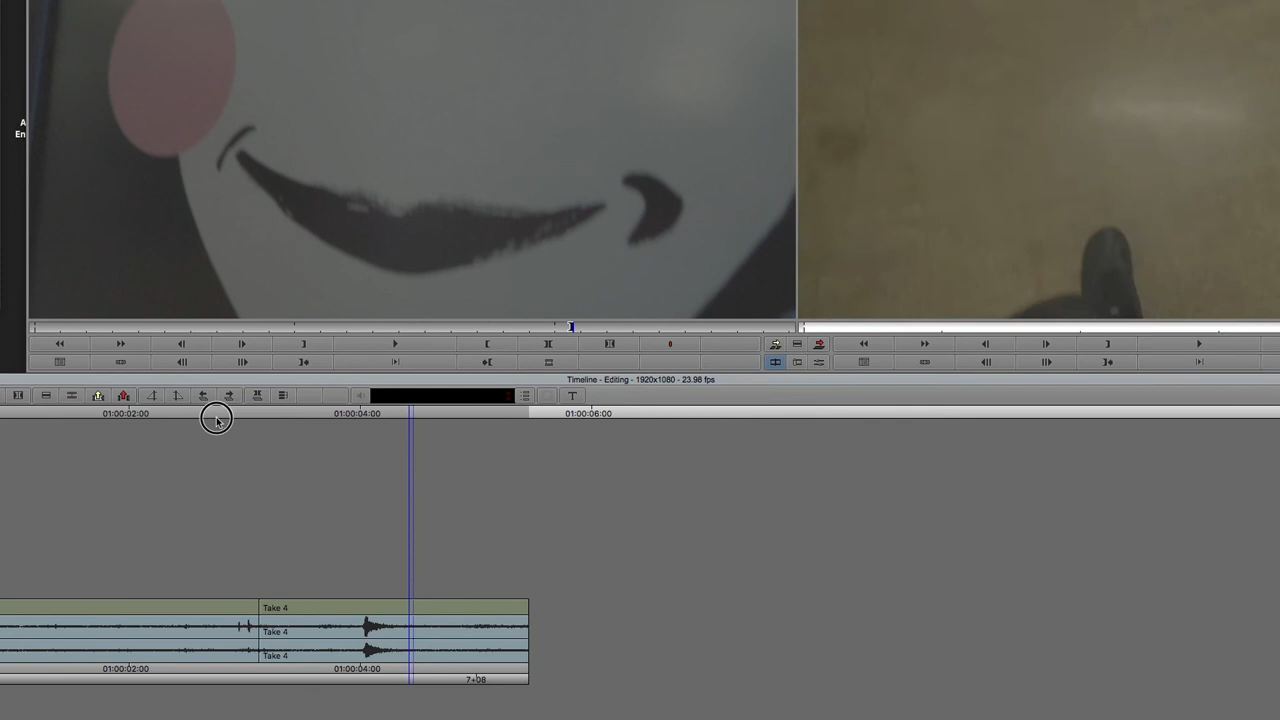 A
En
Timeline - Editing - 1920x1080 - 23.98 fps
T
01:00:02:00 01:00:04:00 01:00:06:00
Take 4
Take 4
Take 4
01:00:02:00 01:00:04:00
7+08